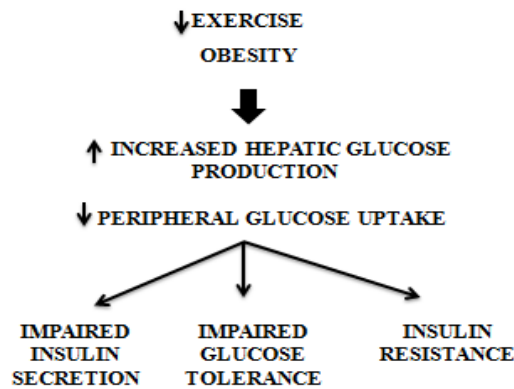 ↓EXERCISE
OBESITY
↑ INCREASED HEPATIC GLUCOSE
PRODUCTION
↓ PERIPHERAL GLUCOSE UPTAKE
IMPAIRED
INSULIN
SECRETION
IMPAIRED
GLUCOSE
TOLERANCE
INSULIN
RESISTANCE